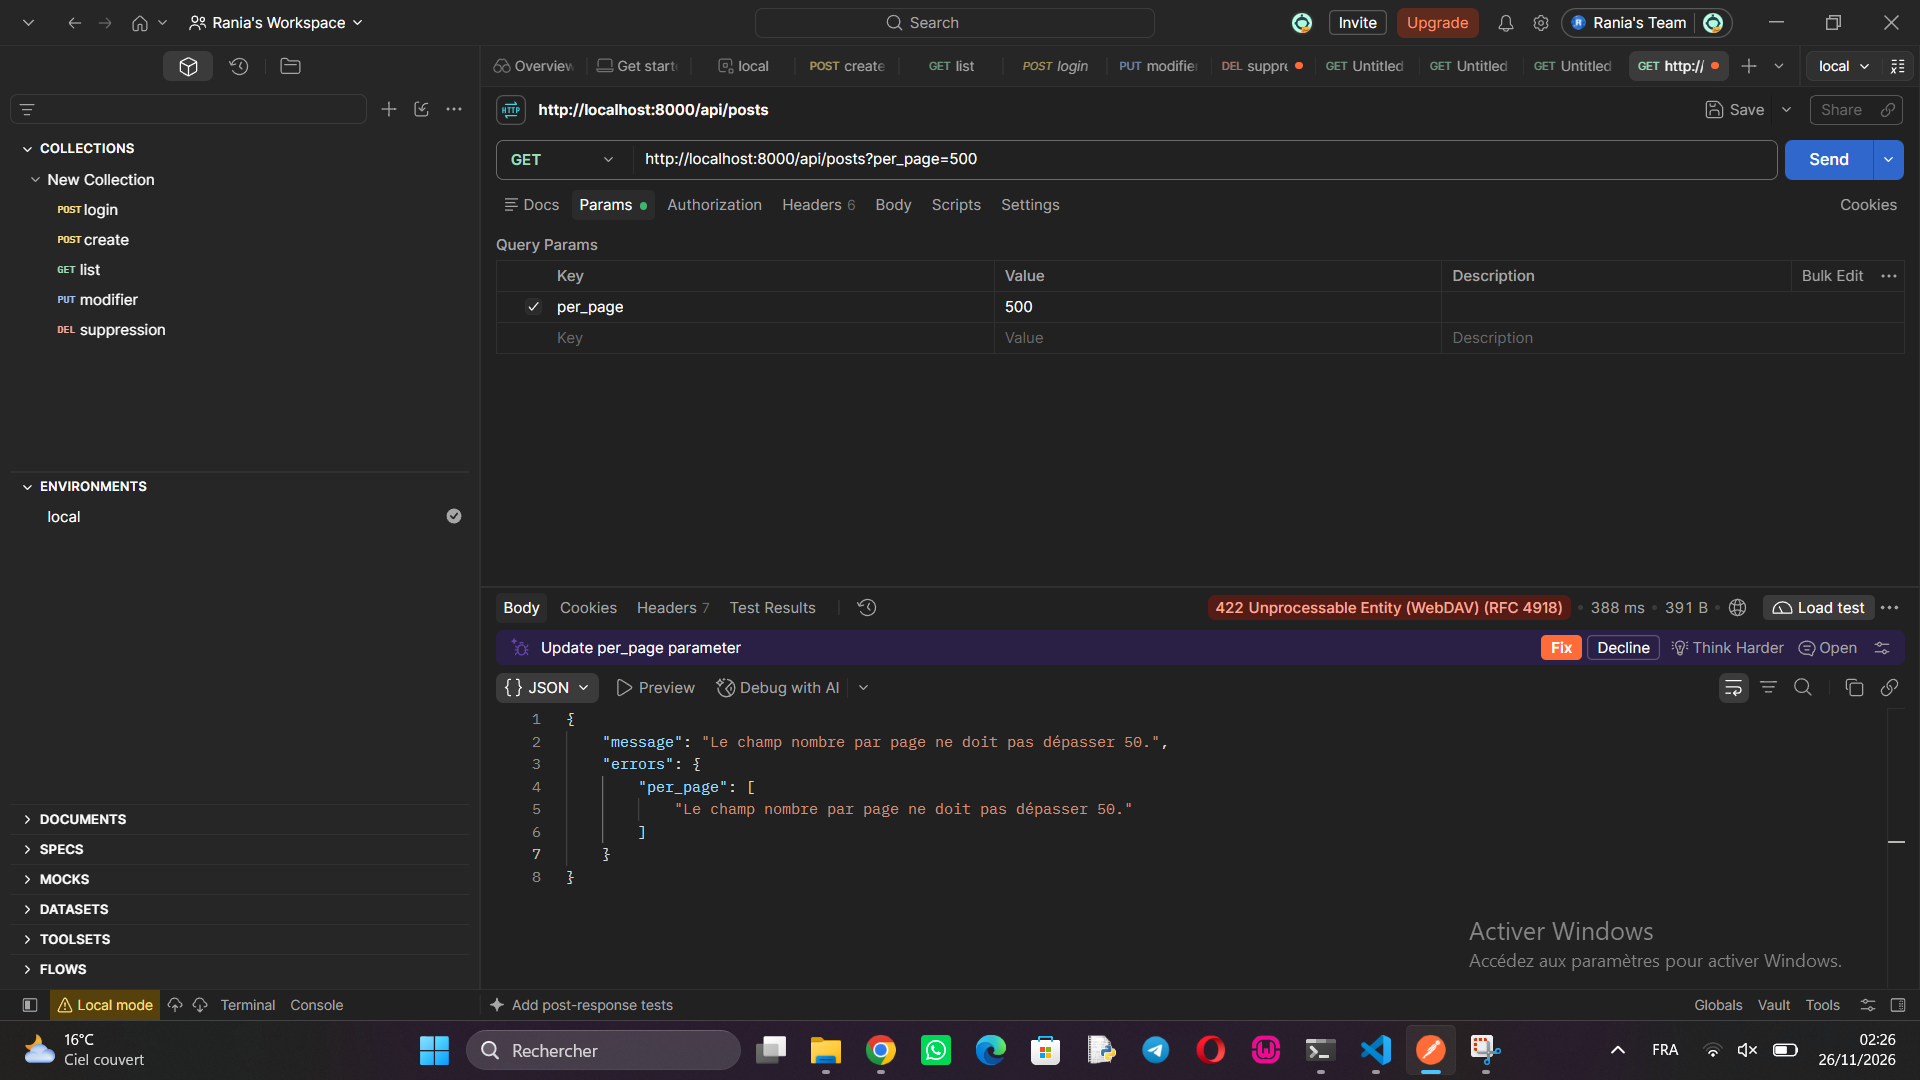 Rania's Workspace
Search
Invite
Upgrade
Rania's Team
Overview
Get start
local
POST create
GET list
POST login
PUT modifie
DEL suppre
GET Untitled
GET Untitled
GET Untitled
GET http:/
local
HTTP
http://localhost:8000/api/posts
Save
Share
COLLECTIONS
New Collection
POST login
POST create
GET list
PUT modifier
DEL suppression
GET
http://localhost:8000/api/posts?per_page=500
Send
Docs
Params
Authorization
Headers 6
Body
Scripts
Settings
Cookies
Query Params
Key
Value
Description
Bulk Edit
per_page
500
Key
Value
Description
ENVIRONMENTS
local
DOCUMENTS
SPECS
MOCKS
DATASETS
TOOLSETS
FLOWS
Body
Cookies
Headers 7
Test Results
422 Unprocessable Entity (WebDAV) (RFC 4918)
388 ms
391 B
Load test
Update per_page parameter
Fix
Decline
Think Harder
Open
{} JSON
Preview
Debug with AI
1 {
2 "message": "Le champ nombre par page ne doit pas dépasser 50.",
3 "errors": {
4 "per_page": [
5 "Le champ nombre par page ne doit pas dépasser 50."
6 ]
7 }
8 }
Activer Windows
Accédez aux paramètres pour activer Windows.
Local mode
Terminal
Console
Add post-response tests
Globals
Vault
Tools
16°C
Ciel couvert
Rechercher
FRA
02:26
26/11/2026